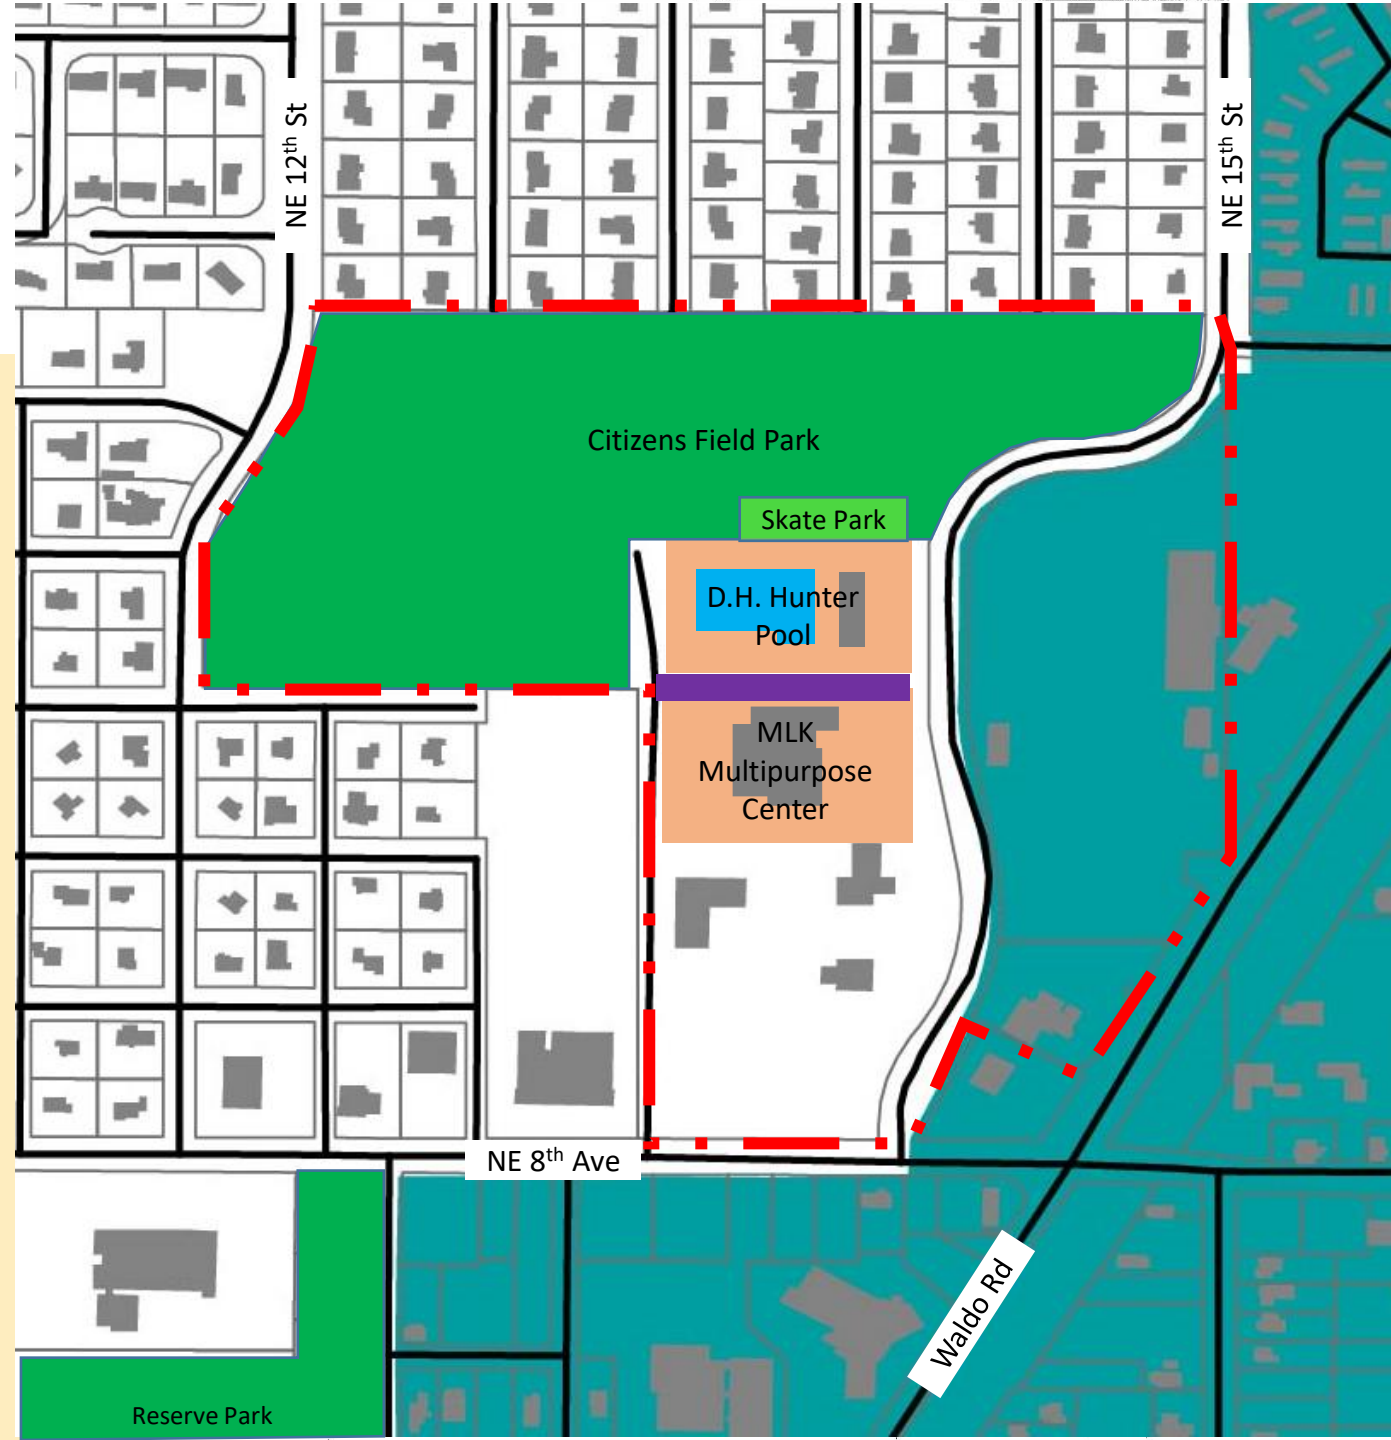 NE 12th St
NE 15th St
Citizens Field Park
Skate Park
D.H. Hunter
Pool
MLK
Multipurpose
Center
NE 8th Ave
Waldo Rd
Reserve Park